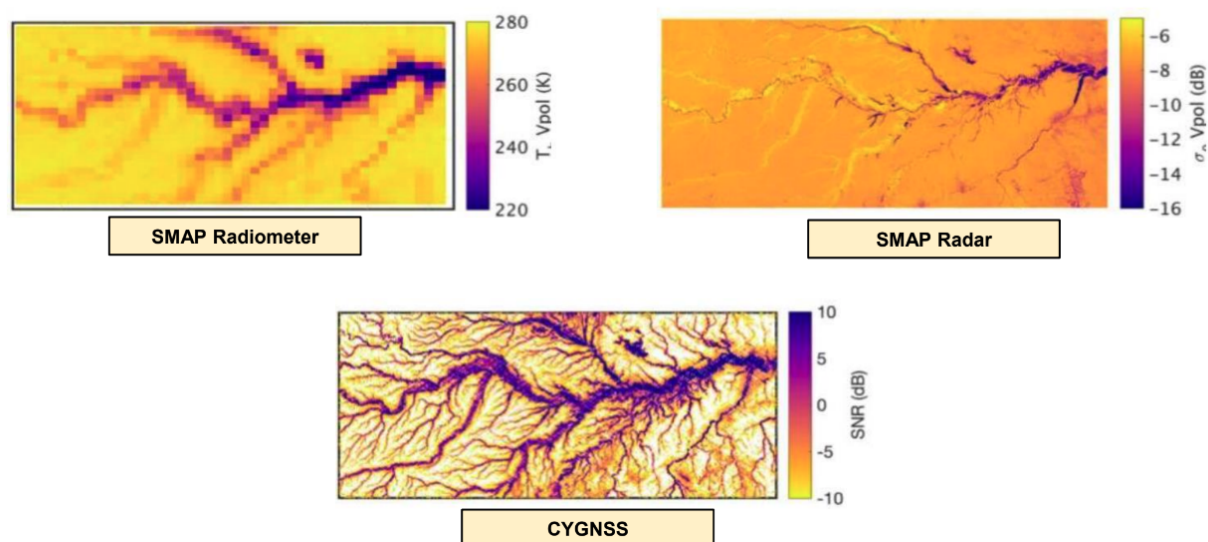 280
260
240
220
T, Vpol (K)
SMAP Radiometer
-6
-8
-10
-12
-14
-16
σ₀ Vpol (dB)
SMAP Radar
10
5
0
-5
-10
SNR (dB)
CYGNSS